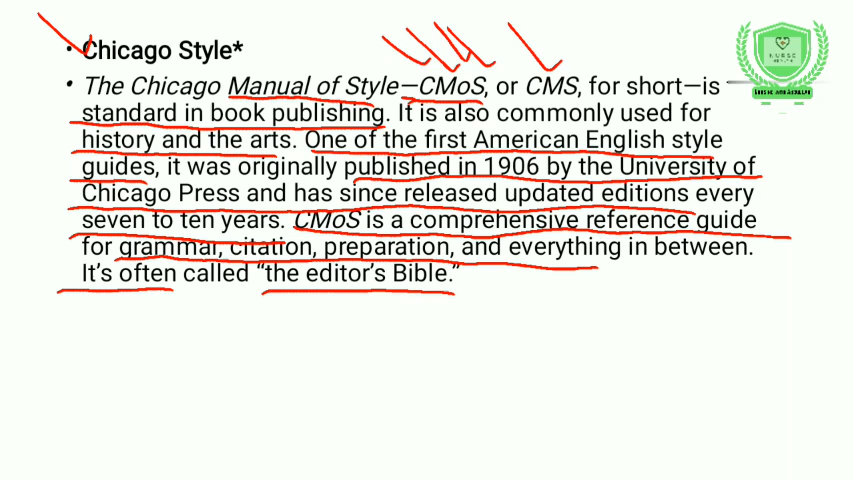 • Chicago Style*
• The Chicago Manual of Style—CMoS, or CMS, for short—is
standard in book publishing. It is also commonly used for
history and the arts. One of the first American English style
guides, it was originally published in 1906 by the University of
Chicago Press and has since released updated editions every
seven to ten years. CMoS is a comprehensive reference guide
for grammar, citation, preparation, and everything in between.
It's often called “the editor's Bible.”
NURSE